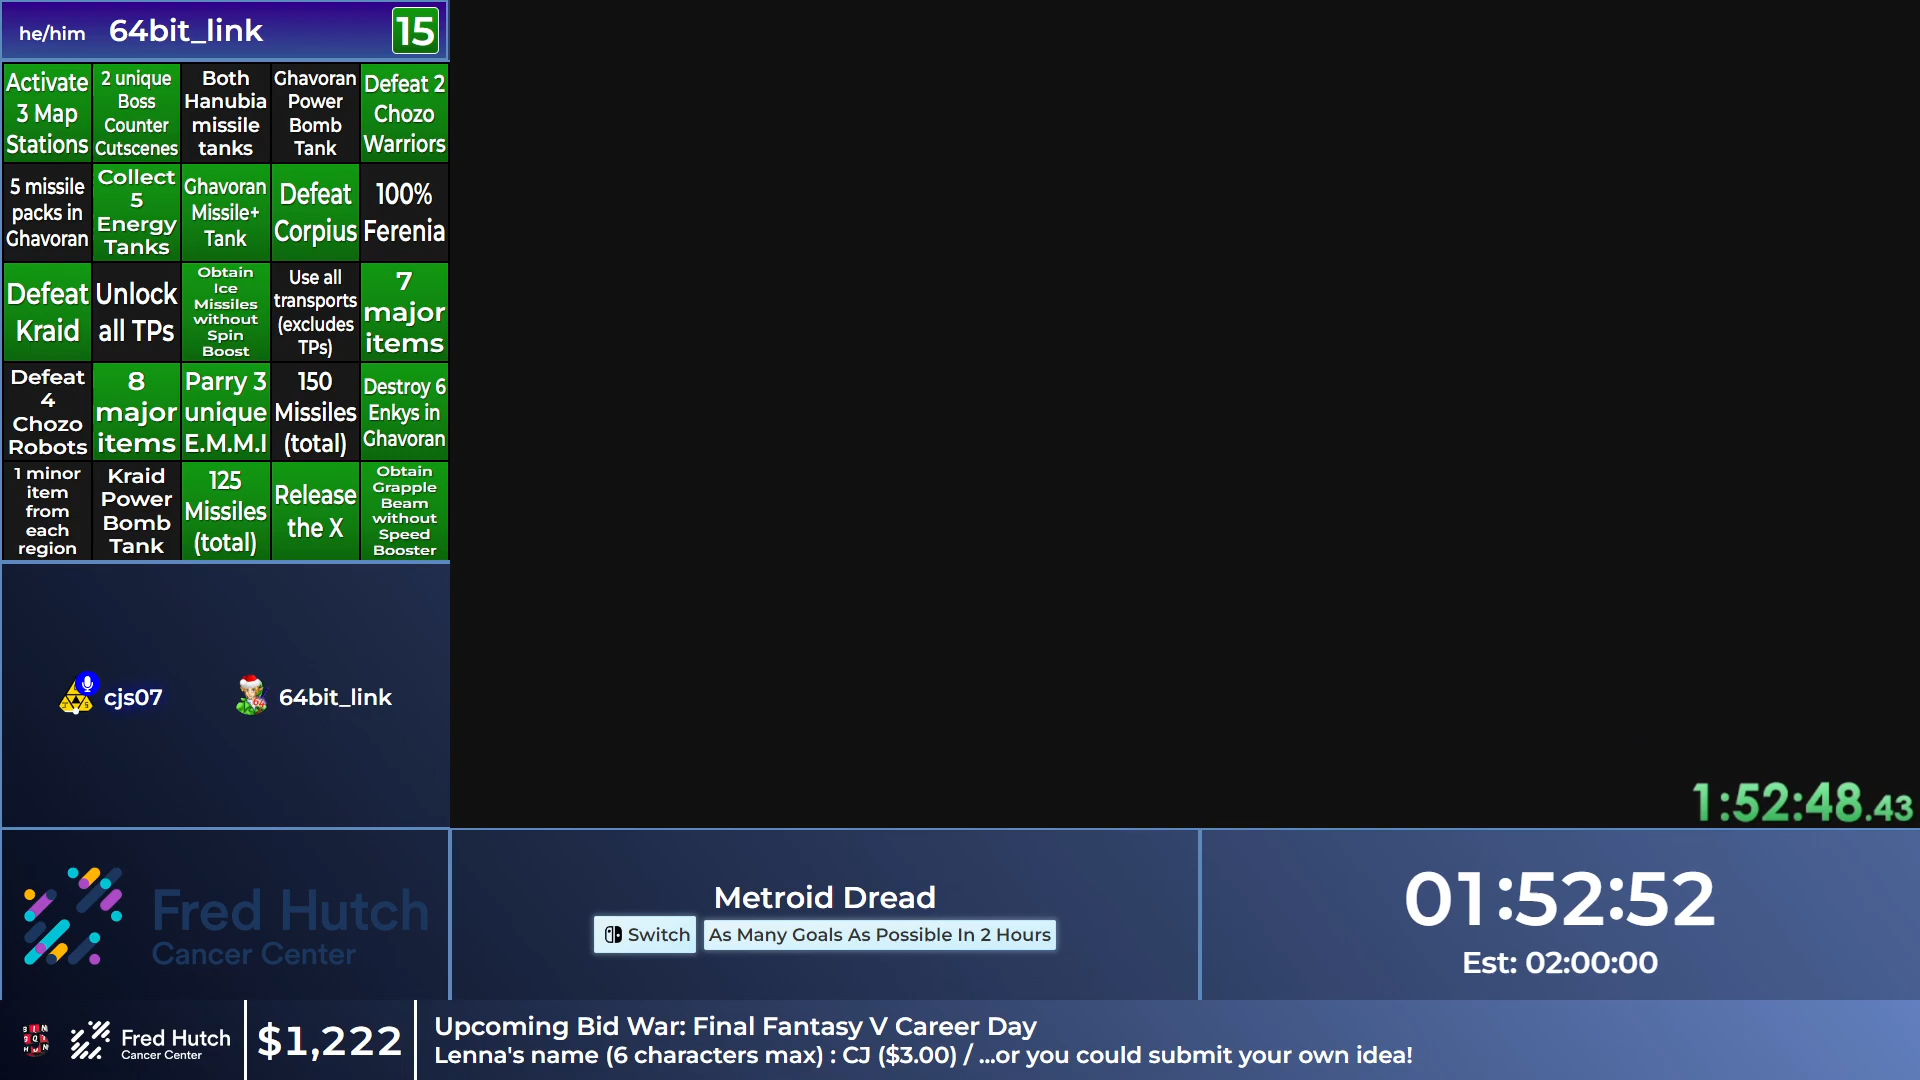 he/him 64bit_link 15
Activate
3 Map
Stations
2 unique
Boss
Counter
Cutscenes
Both
Hanubia
missile
tanks
Ghavoran
Power
Bomb
Tank
Defeat 2
Chozo
Warriors
5 missile
packs in
Ghavoran
Collect
5
Energy
Tanks
Ghavoran
Missile+
Tank
Defeat
Corpius
100%
Ferenia
Defeat
Kraid
Unlock
all TPs
Obtain
Ice
Missiles
without
Spin
Boost
Use all
transports
(excludes
TPs)
7
major
items
Defeat
4
Chozo
Robots
8
major
items
Parry 3
unique
E.M.M.I
150
Missiles
(total)
Destroy 6
Enkys in
Ghavoran
1 minor
item
from
each
region
Kraid
Power
Bomb
Tank
125
Missiles
(total)
Release
the X
Obtain
Grapple
Beam
without
Speed
Booster
cjs07 64bit_link
1:52:48.43
Fred Hutch
Cancer Center
Metroid Dread
Switch As Many Goals As Possible In 2 Hours
01:52:52
Est: 02:00:00
Fred Hutch
Cancer Center
$1,222
Upcoming Bid War: Final Fantasy V Career Day
Lenna's name (6 characters max) : CJ ($3.00) / ...or you could submit your own idea!